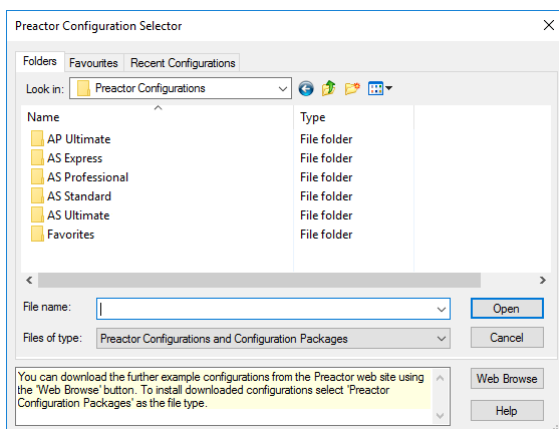 Preactor Configuration Selector
Folders Favourites Recent Configurations
Look in: Preactor Configurations
Name Type
AP Ultimate File folder
AS Express File folder
AS Professional File folder
AS Standard File folder
AS Ultimate File folder
Favorites File folder
File name: Open
Files of type: Preactor Configurations and Configuration Packages Cancel
You can download the further example configurations from the Preactor web site using
the 'Web Browse' button. To install downloaded configurations select 'Preactor
Configuration Packages' as the file type.
Web Browse
Help